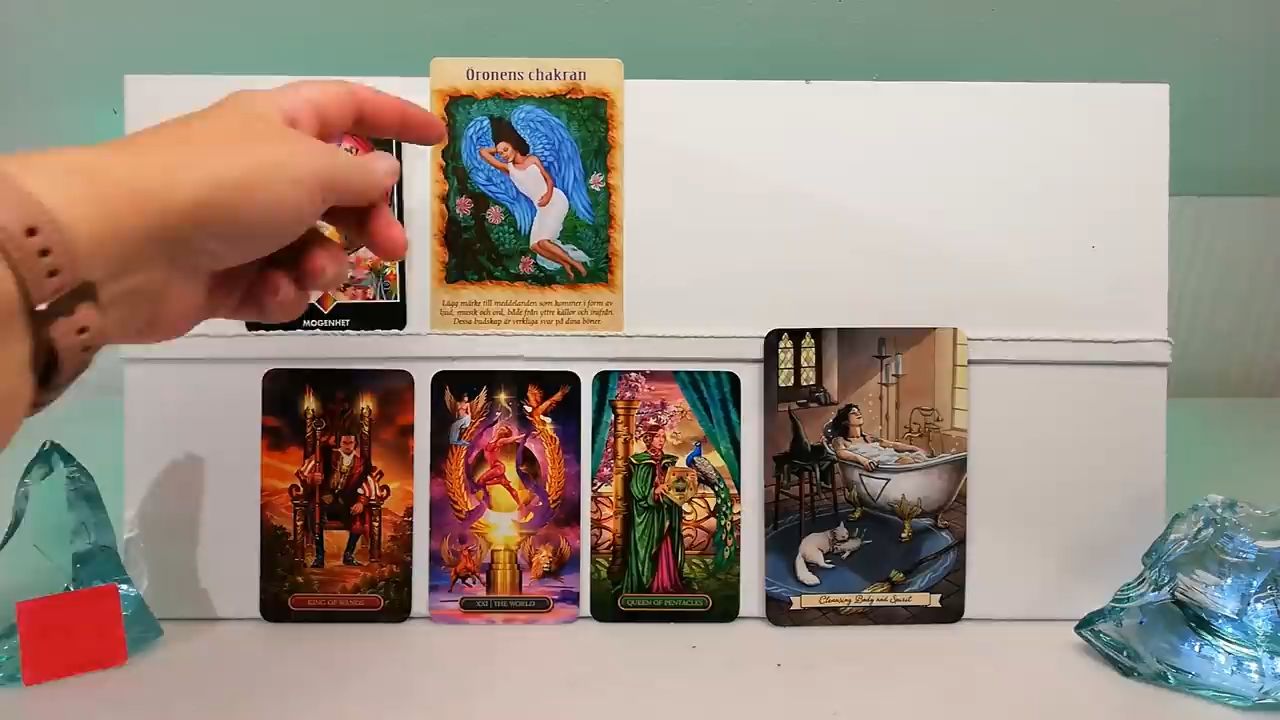 Öronens chakran
Lägg märke till meddelanden som kommer i form av
ljud, musik och ord, både från yttre källor och inifrån.
Dessa budskap är verkliga svar på dina böner.
MOGENHET
KING OF WANDS
XXI | THE WORLD
QUEEN OF PENTACLES
Cleansing Body and Spirit